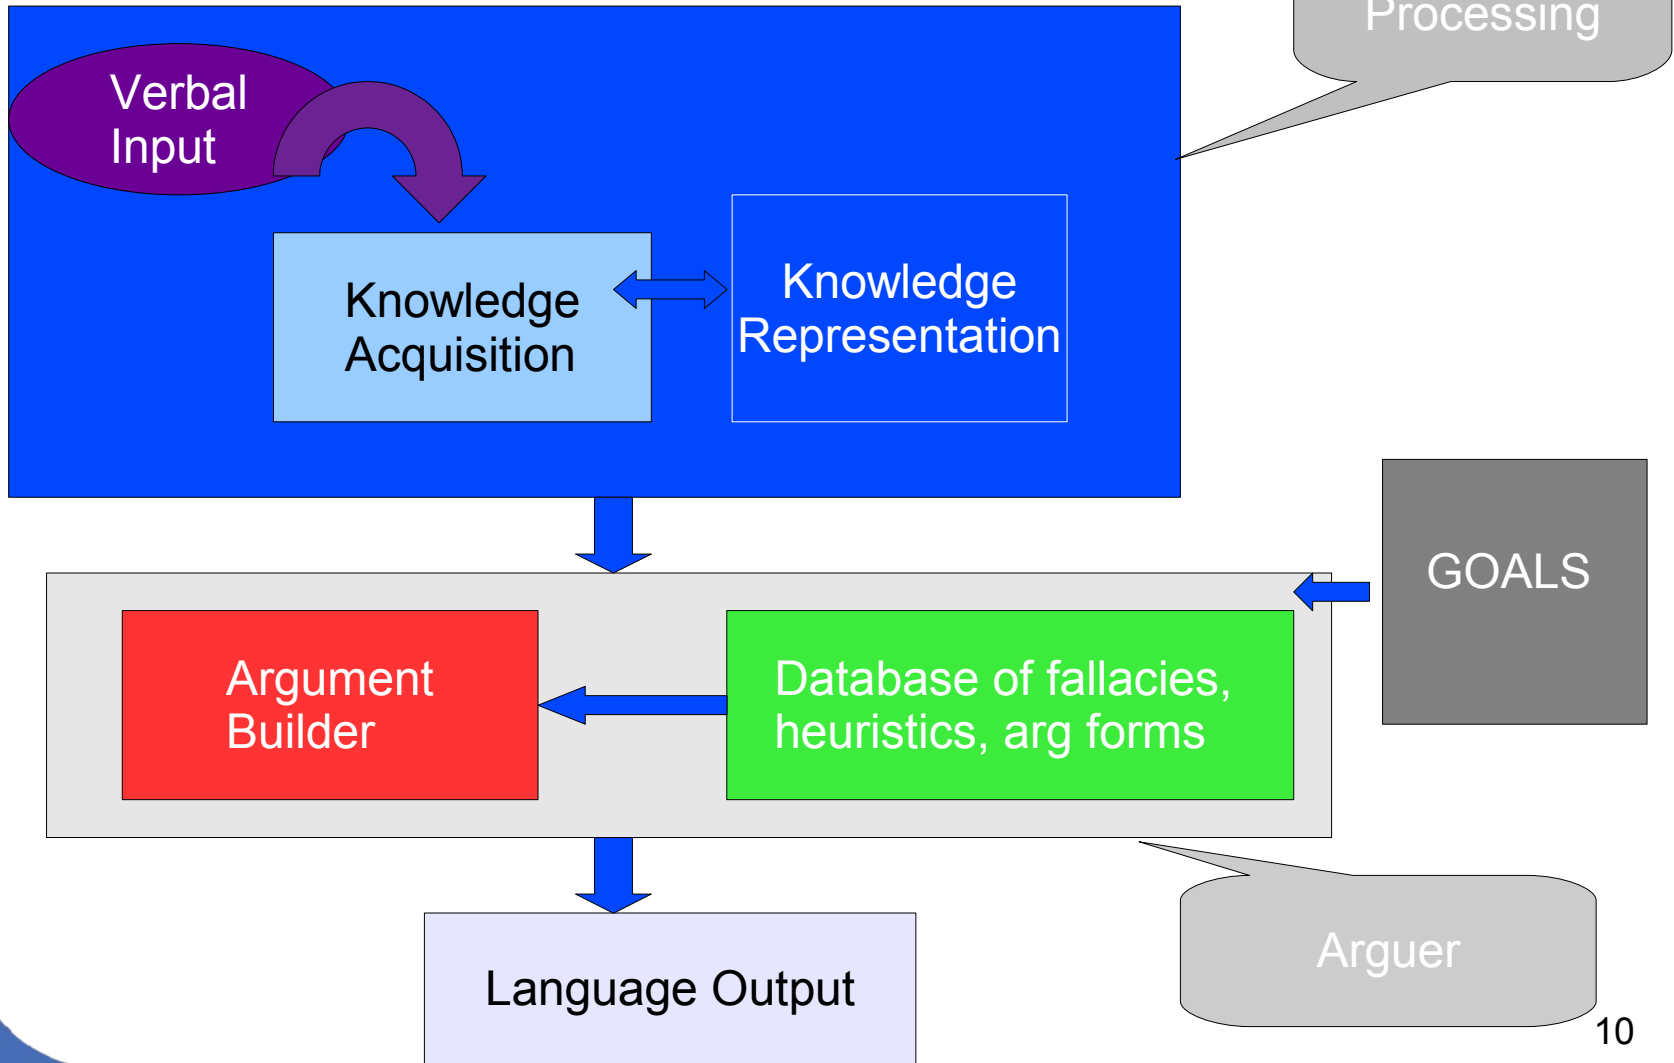 Processing
Verbal
Input
Knowledge
Acquisition
Knowledge
Representation
GOALS
Argument
Builder
Database of fallacies,
heuristics, arg forms
Arguer
Language Output
10